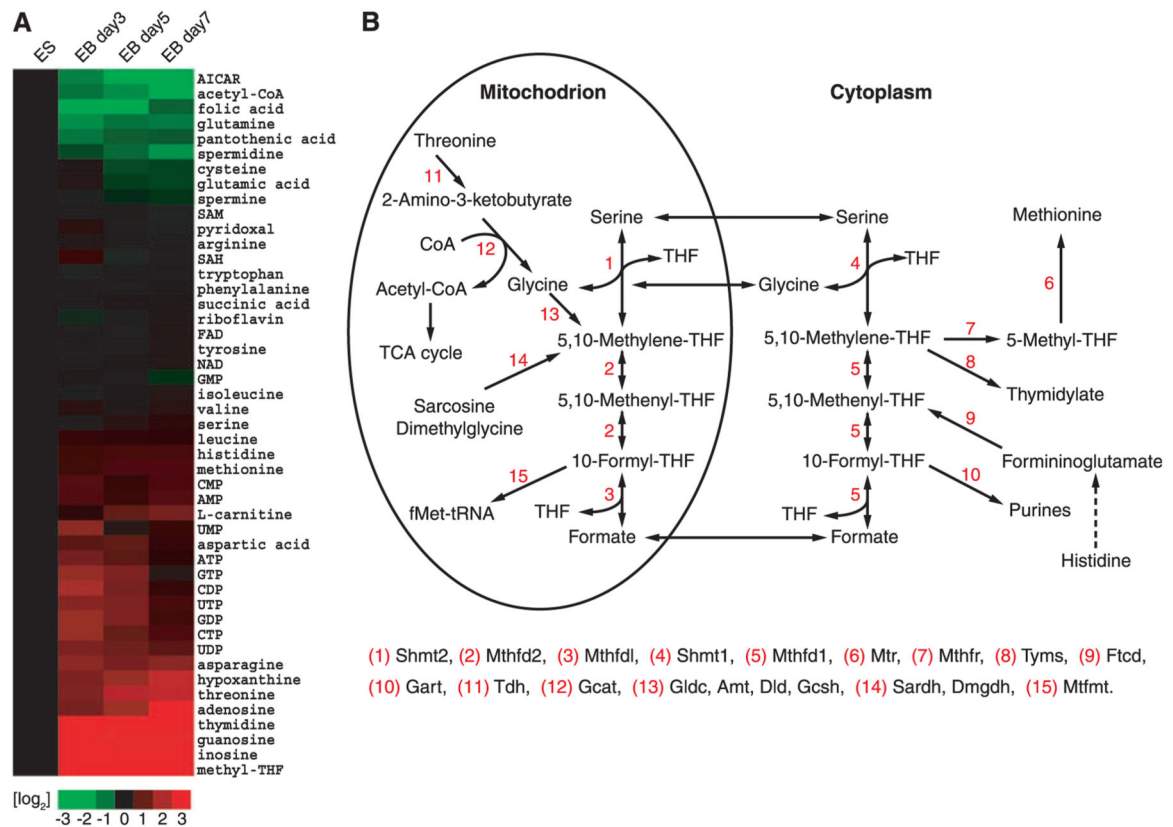 A
ES
EB day3
EB day5
EB day7
AICAR
acetyl-CoA
folic acid
glutamine
pantothenic acid
spermidine
cysteine
glutamic acid
spermine
SAM
pyridoxal
arginine
SAH
tryptophan
phenylalanine
succinic acid
riboflavin
FAD
tyrosine
NAD
GMP
isoleucine
valine
serine
leucine
histidine
methionine
CMP
AMP
L-carnitine
UMP
aspartic acid
ATP
GTP
CDP
UTP
GDP
CTP
UDP
asparagine
hypoxanthine
threonine
adenosine
thymidine
guanosine
inosine
methyl-THF
[log2]
-3 -2 -1 0 1 2 3
B
Mitochodrion
Cytoplasm
Threonine
11
2-Amino-3-ketobutyrate
CoA
12
Acetyl-CoA
TCA cycle
Glycine
13
Serine
1
THF
5,10-Methylene-THF
14
Sarcosine
Dimethylglycine
2
5,10-Methenyl-THF
2
10-Formyl-THF
15
fMet-tRNA
3
THF
Formate
Serine
4
THF
Glycine
5,10-Methylene-THF
5
5,10-Methenyl-THF
5
10-Formyl-THF
5
THF
Formate
Methionine
6
7
5-Methyl-THF
8
Thymidylate
9
Formininoglutamate
10
Purines
Histidine
(1) Shmt2, (2) Mthfd2, (3) Mthfdl, (4) Shmt1, (5) Mthfd1, (6) Mtr, (7) Mthfr, (8) Tyms, (9) Ftcd,
(10) Gart, (11) Tdh, (12) Gcat, (13) Gldc, Amt, Dld, Gcsh, (14) Sardh, Dmgdh, (15) Mtfmt.